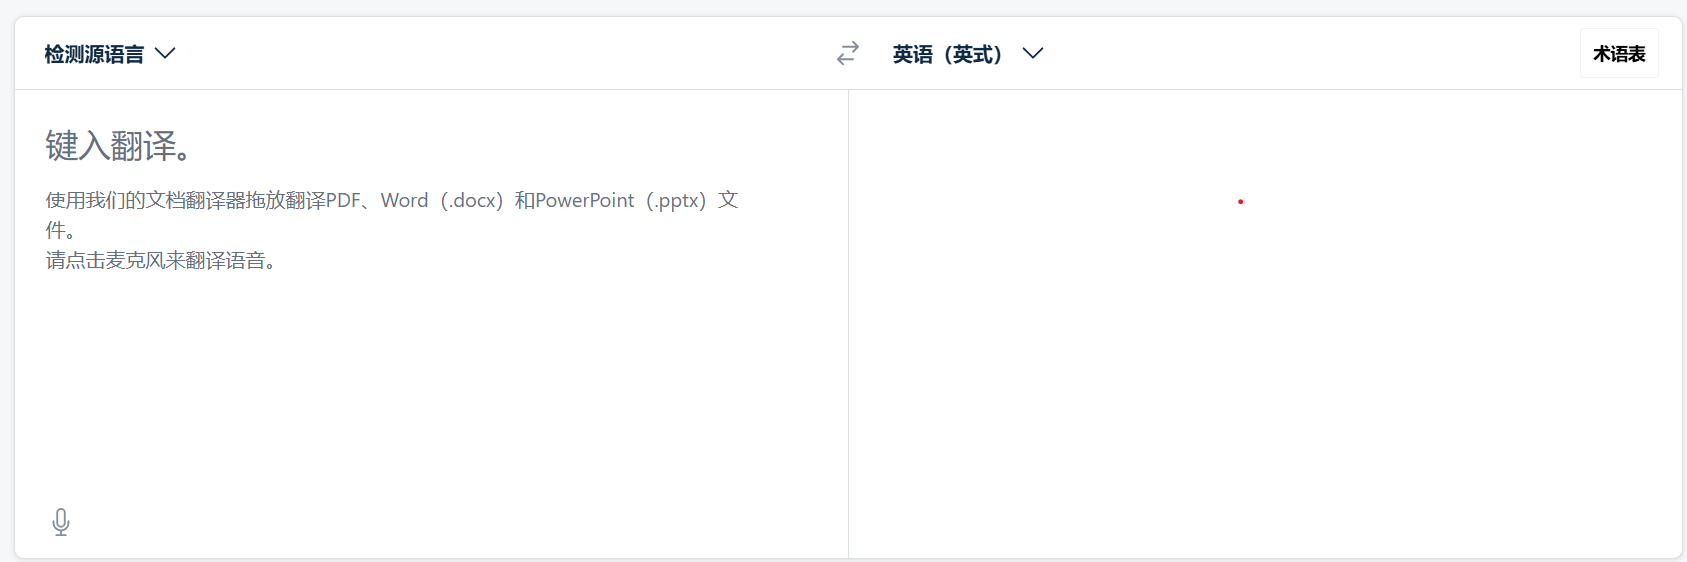 检测源语言
英语（英式）
术语表
键入翻译。
使用我们的文档翻译器拖放翻译PDF、Word（.docx）和PowerPoint（.pptx）文
件。
请点击麦克风来翻译语音。